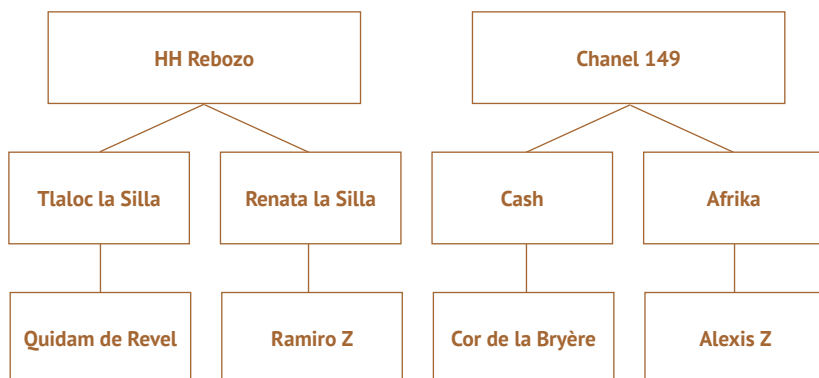 HH Rebozo
Chanel 149
Tlaloc la Silla
Renata la Silla
Cash
Afrika
Quidam de Revel
Ramiro Z
Cor de la Bryère
Alexis Z